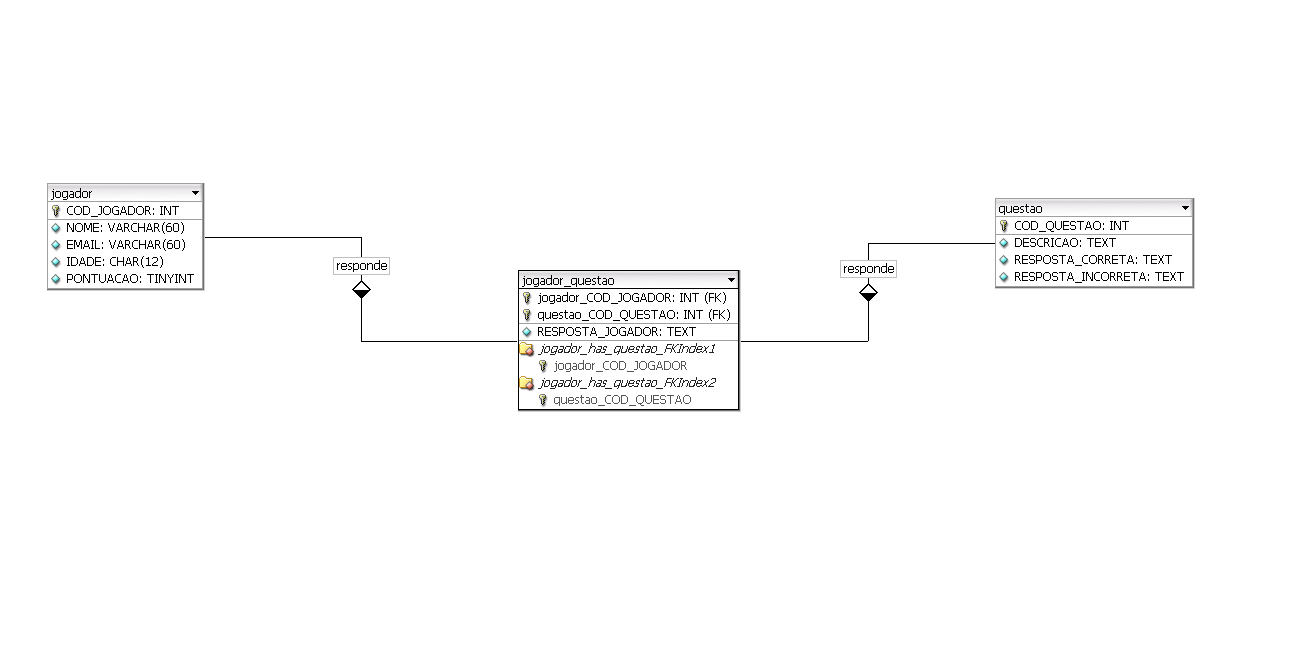 jogador
COD_JOGADOR: INT
NOME: VARCHAR(60)
EMAIL: VARCHAR(60)
IDADE: CHAR(12)
PONTUACAO: TINYINT
responde
jogador_questao
jogador_COD_JOGADOR: INT (FK)
questao_COD_QUESTAO: INT (FK)
RESPOSTA_JOGADOR: TEXT
jogador_has_questao_FKIndex1
jogador_COD_JOGADOR
jogador_has_questao_FKIndex2
questao_COD_QUESTAO
responde
questao
COD_QUESTAO: INT
DESCRICAO: TEXT
RESPOSTA_CORRETA: TEXT
RESPOSTA_INCORRETA: TEXT